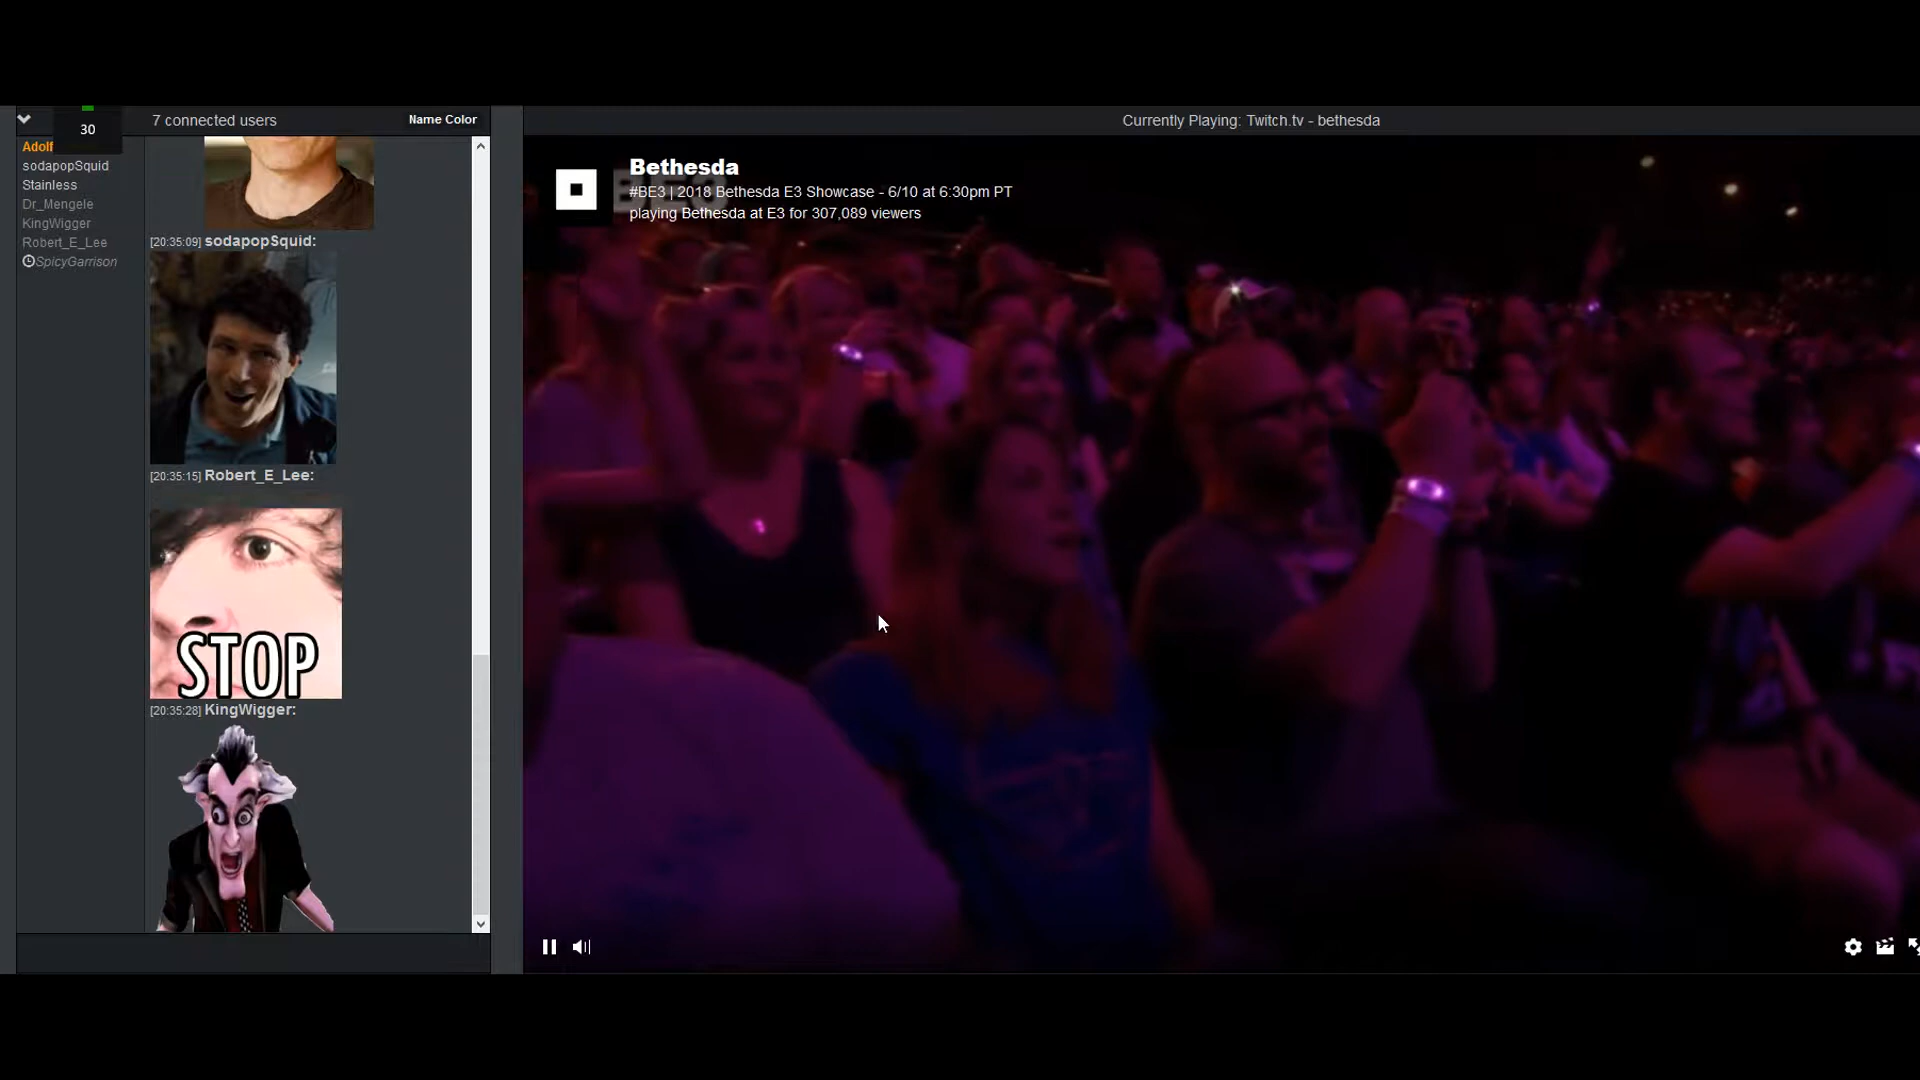 30
7 connected users
Name Color
Currently Playing: Twitch.tv - bethesda
Adolf
sodapopSquid
Stainless
Dr_Mengele
KingWigger
Robert_E_Lee
SpicyGarrison
[20:35:09] sodapopSquid:
[20:35:15] Robert_E_Lee:
STOP
[20:35:28] KingWigger:
Bethesda
#BE3 | 2018 Bethesda E3 Showcase - 6/10 at 6:30pm PT
playing Bethesda at E3 for 307,089 viewers
BE3